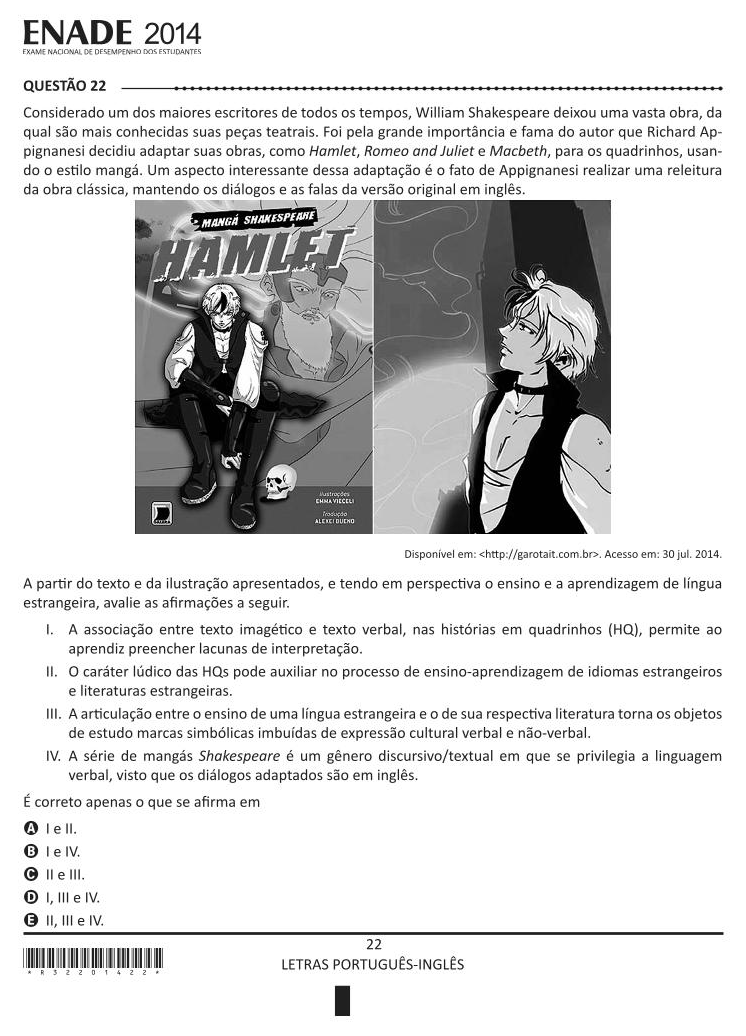 ENADE 2014
EXAME NACIONAL DE DESEMPENHO DOS ESTUDANTES
QUESTÃO 22
Considerado um dos maiores escritores de todos os tempos, William Shakespeare deixou uma vasta obra, da
qual são mais conhecidas suas peças teatrais. Foi pela grande importância e fama do autor que Richard Ap-
pignanesi decidiu adaptar suas obras, como Hamlet, Romeo and Juliet e Macbeth, para os quadrinhos, usan-
do o estilo mangá. Um aspecto interessante dessa adaptação é o fato de Appignanesi realizar uma releitura
da obra clássica, mantendo os diálogos e as falas da versão original em inglês.
MANGÁ SHAKESPEARE
HAMLET
Ilustrações
EMMA VIECELI
Tradução
ALEXEI BUENO
Disponível em: <http://garotait.com.br>. Acesso em: 30 jul. 2014.
A partir do texto e da ilustração apresentados, e tendo em perspectiva o ensino e a aprendizagem de língua
estrangeira, avalie as afirmações a seguir.
I. A associação entre texto imagético e texto verbal, nas histórias em quadrinhos (HQ), permite ao
aprendiz preencher lacunas de interpretação.
II. O caráter lúdico das HQs pode auxiliar no processo de ensino-aprendizagem de idiomas estrangeiros
e literaturas estrangeiras.
III. A articulação entre o ensino de uma língua estrangeira e o de sua respectiva literatura torna os objetos
de estudo marcas simbólicas imbuídas de expressão cultural verbal e não-verbal.
IV. A série de mangás Shakespeare é um gênero discursivo/textual em que se privilegia a linguagem
verbal, visto que os diálogos adaptados são em inglês.
É correto apenas o que se afirma em
A I e II.
B I e IV.
C II e III.
D I, III e IV.
E II, III e IV.
22
LETRAS PORTUGUÊS-INGLÊS
* R 3 2 2 0 1 4 2 2 *